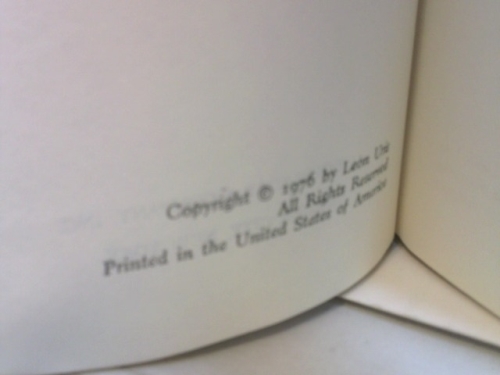 Copyright © 1976 by Leon Uris
All Rights Reserved
Printed in the United States of America